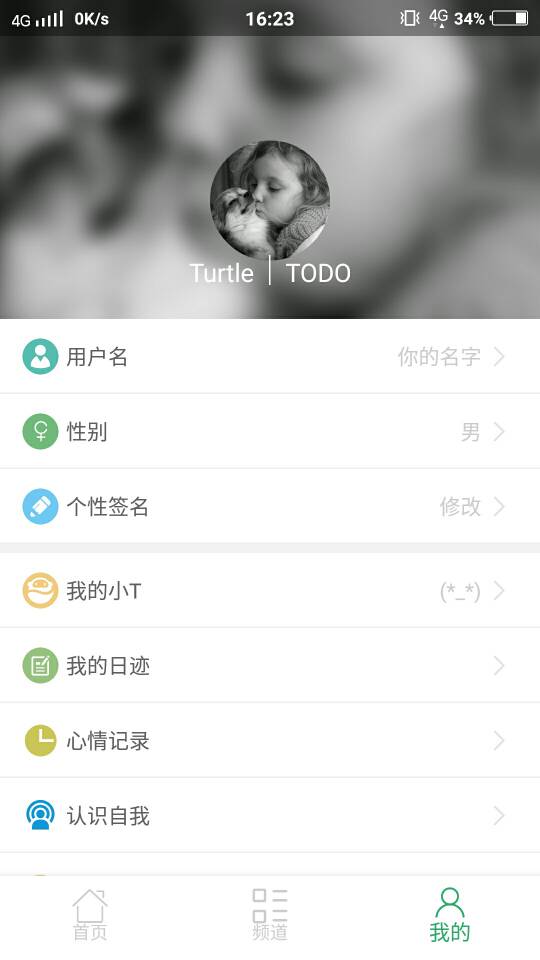 4G 0K/s 16:23 4G 34%
Turtle | TODO
用户名 你的名字
性别 男
个性签名 修改
我的小T (*_*)
我的日迹
心情记录
认识自我
首页 频道 我的